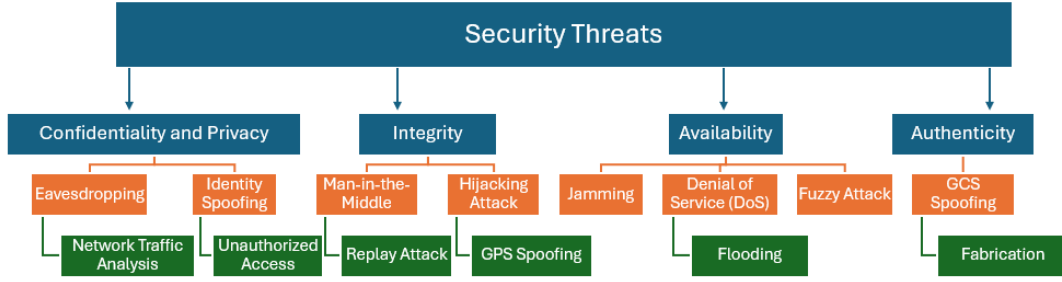 Security Threats
Confidentiality and Privacy
Integrity
Availability
Authenticity
Eavesdropping
Identity
Spoofing
Man-in-the-
Middle
Hijacking
Attack
Jamming
Denial of
Service (DoS)
Fuzzy Attack
GCS
Spoofing
Network Traffic
Analysis
Unauthorized
Access
Replay Attack
GPS Spoofing
Flooding
Fabrication